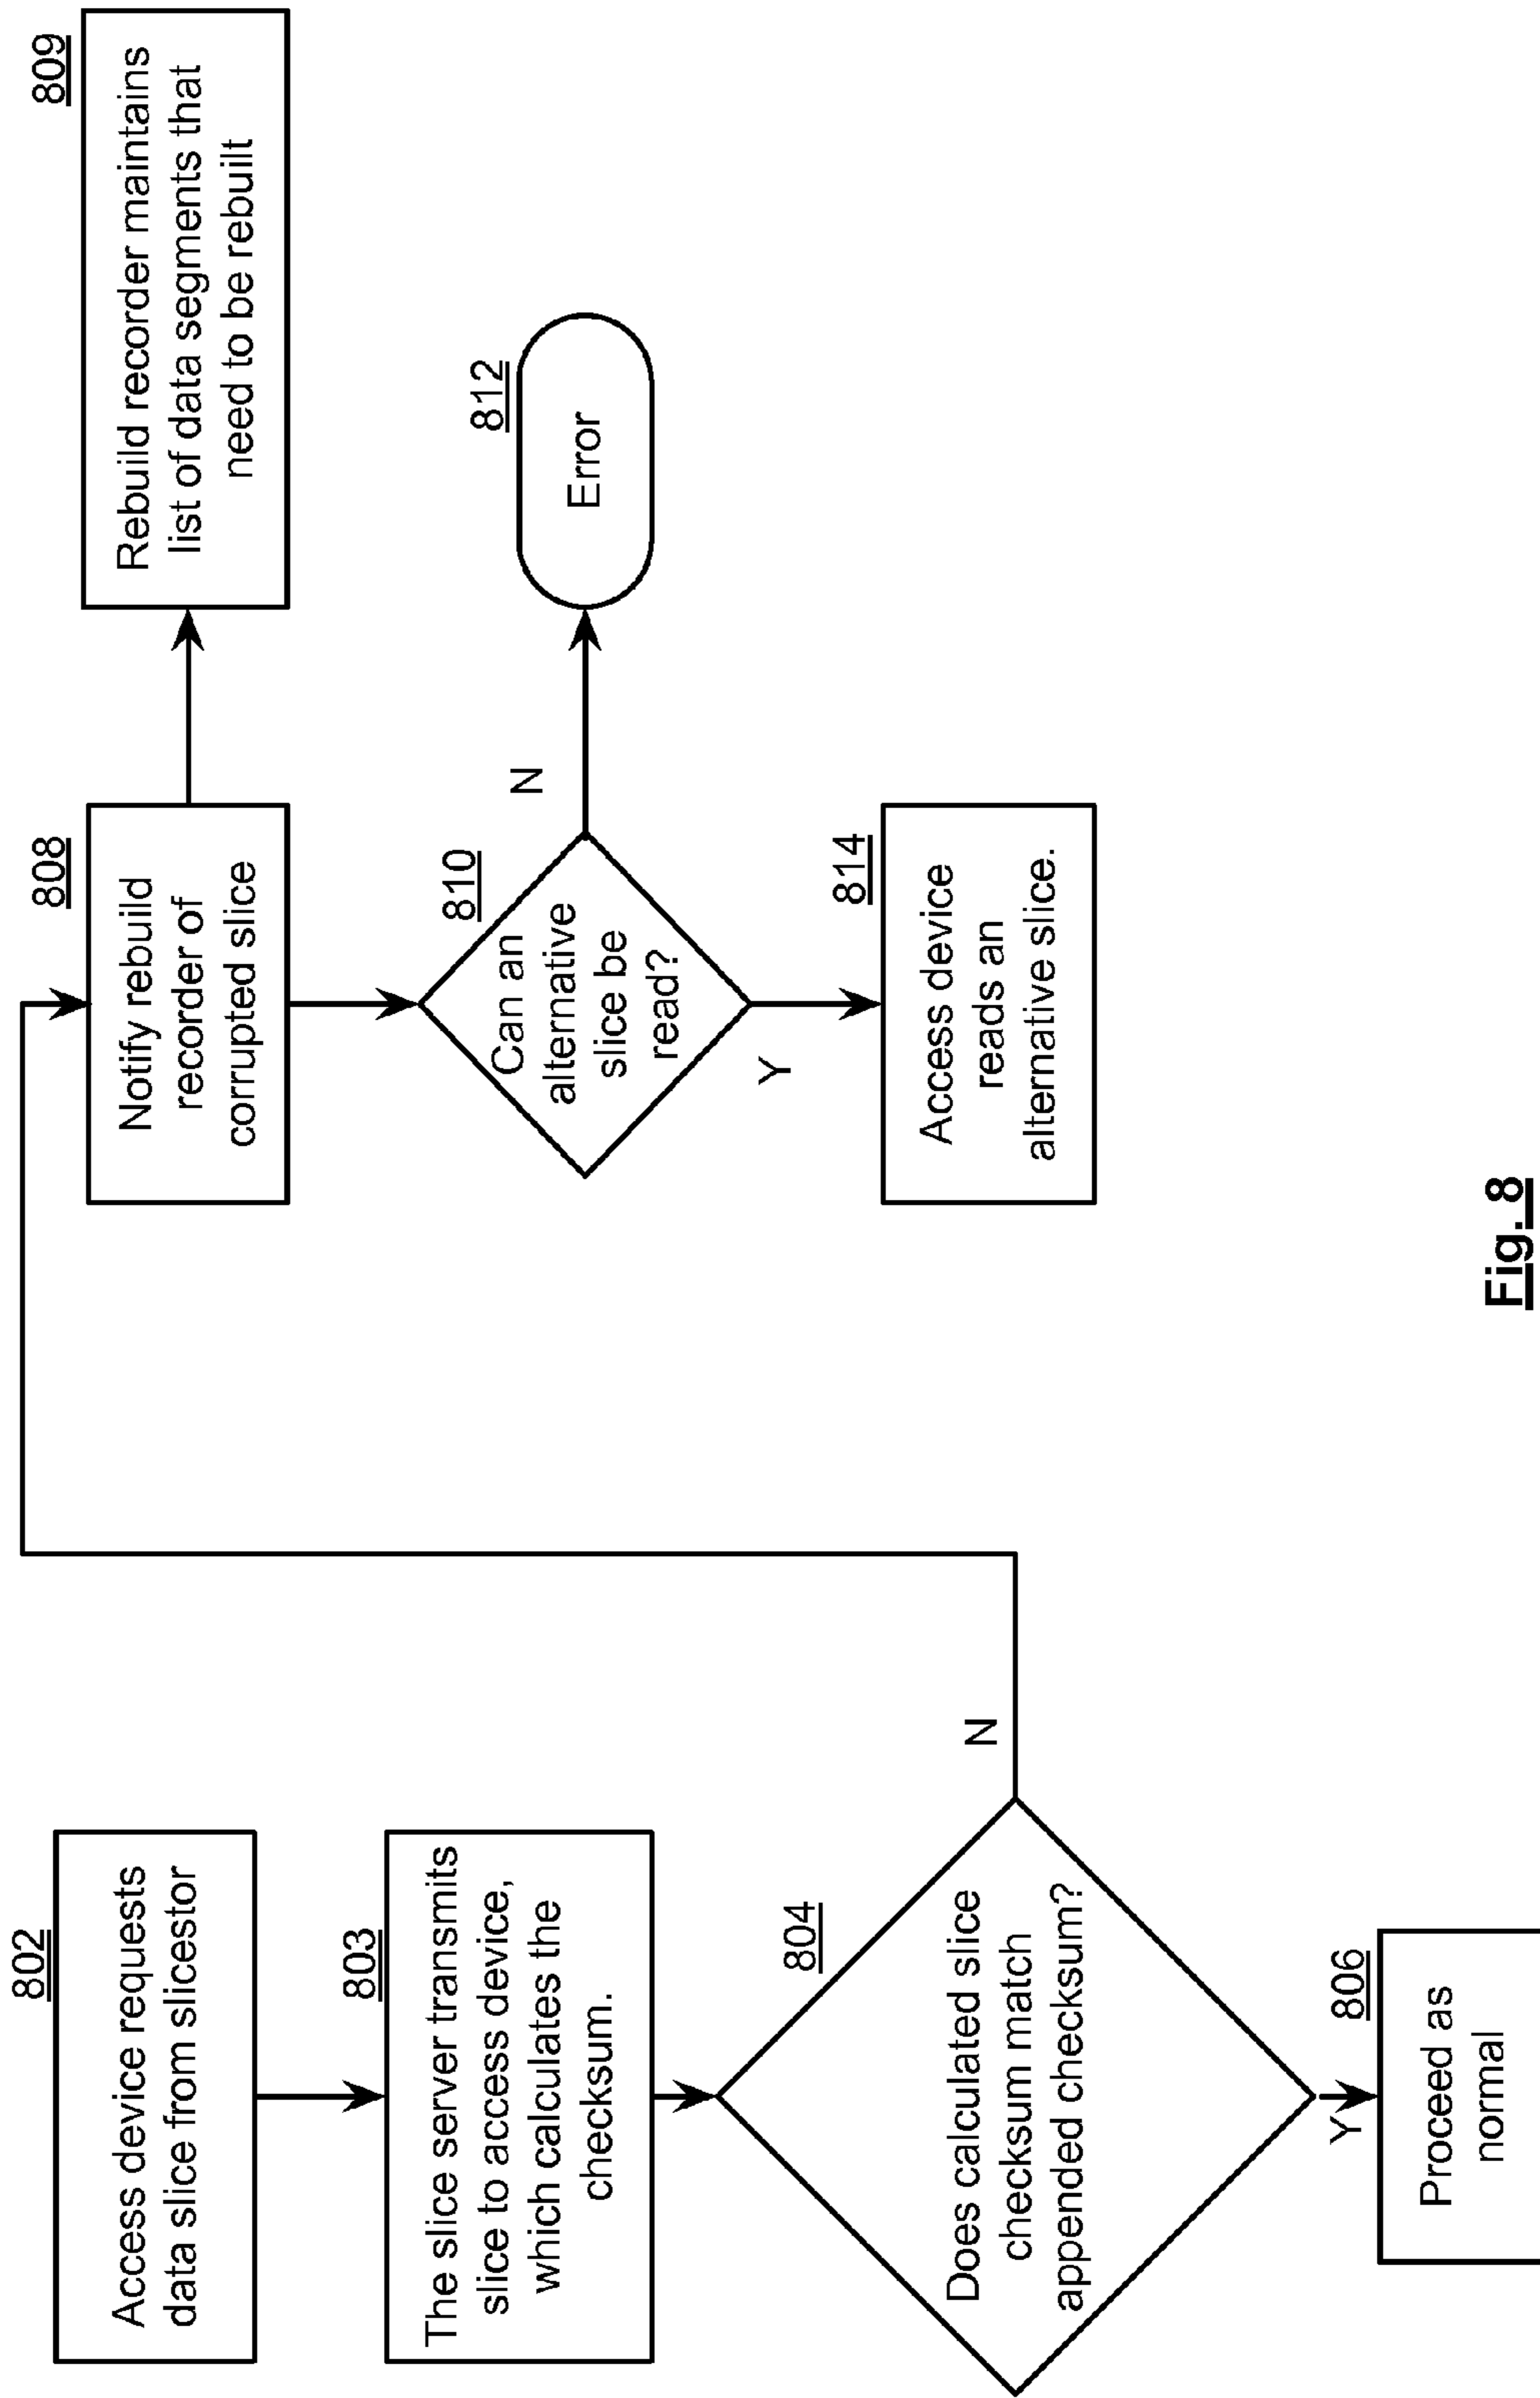 802
Access device requests
data slice from slicestor
803
The slice server transmits
slice to access device,
which calculates the
checksum.
804
Does calculated slice
checksum match
appended checksum?
N
Y
806
Proceed as
normal
808
Notify rebuild
recorder of
corrupted slice
809
Rebuild recorder maintains
list of data segments that
need to be rebuilt
810
Can an
alternative
slice be
read?
N
812
Error
Y
814
Access device
reads an
alternative slice.
Fig. 8